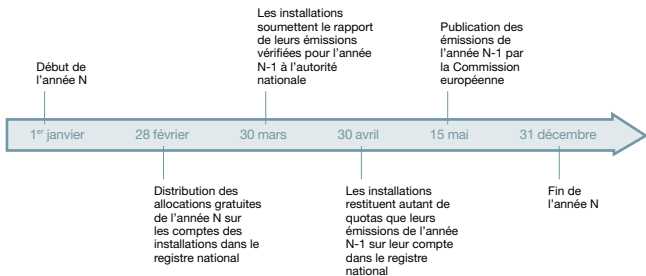 Début de
l'année N
Les installations
soumettent le rapport
de leurs émissions
vérifiées pour l'année
N-1 à l'autorité
nationale
Publication des
émissions de
l'année N-1 par
la Commission
européenne
1er janvier
28 février
30 mars
30 avril
15 mai
31 décembre
Distribution des
allocations gratuites
de l'année N sur
les comptes des
installations dans le
registre national
Les installations
restituent autant de
quotas que leurs
émissions de l'année
N-1 sur leur compte
dans le registre
national
Fin de
l'année N